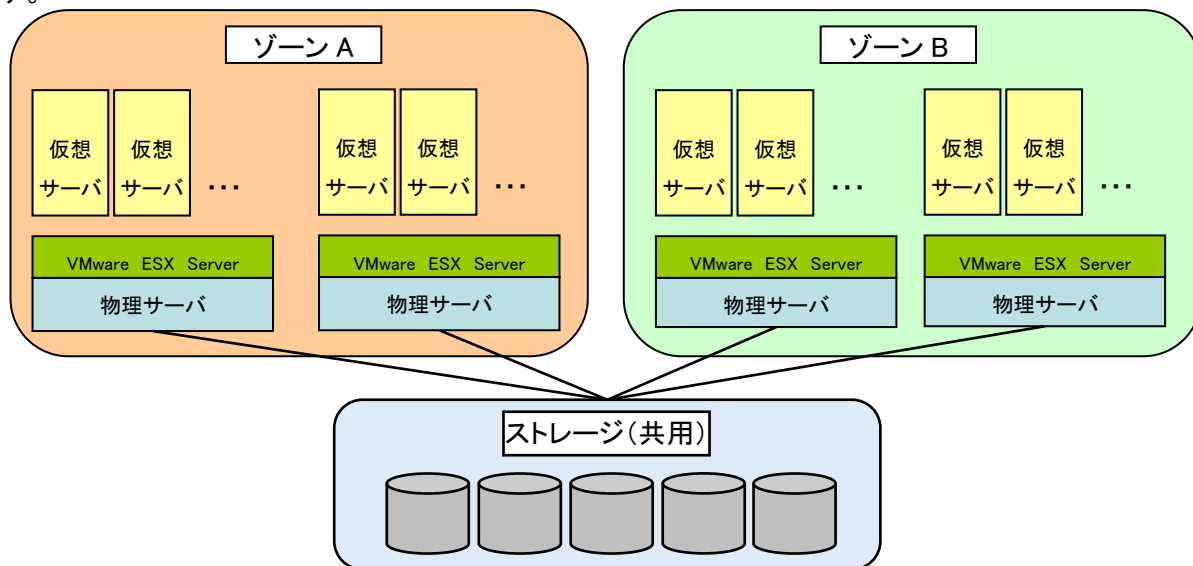 す。
ゾーン A
ゾーン B
仮想
サーバ
仮想
サーバ
・・・
仮想
サーバ
仮想
サーバ
・・・
仮想
サーバ
仮想
サーバ
・・・
仮想
サーバ
仮想
サーバ
・・・
VMware ESX Server
VMware ESX Server
VMware ESX Server
VMware ESX Server
物理サーバ
物理サーバ
物理サーバ
物理サーバ
ストレージ(共用)